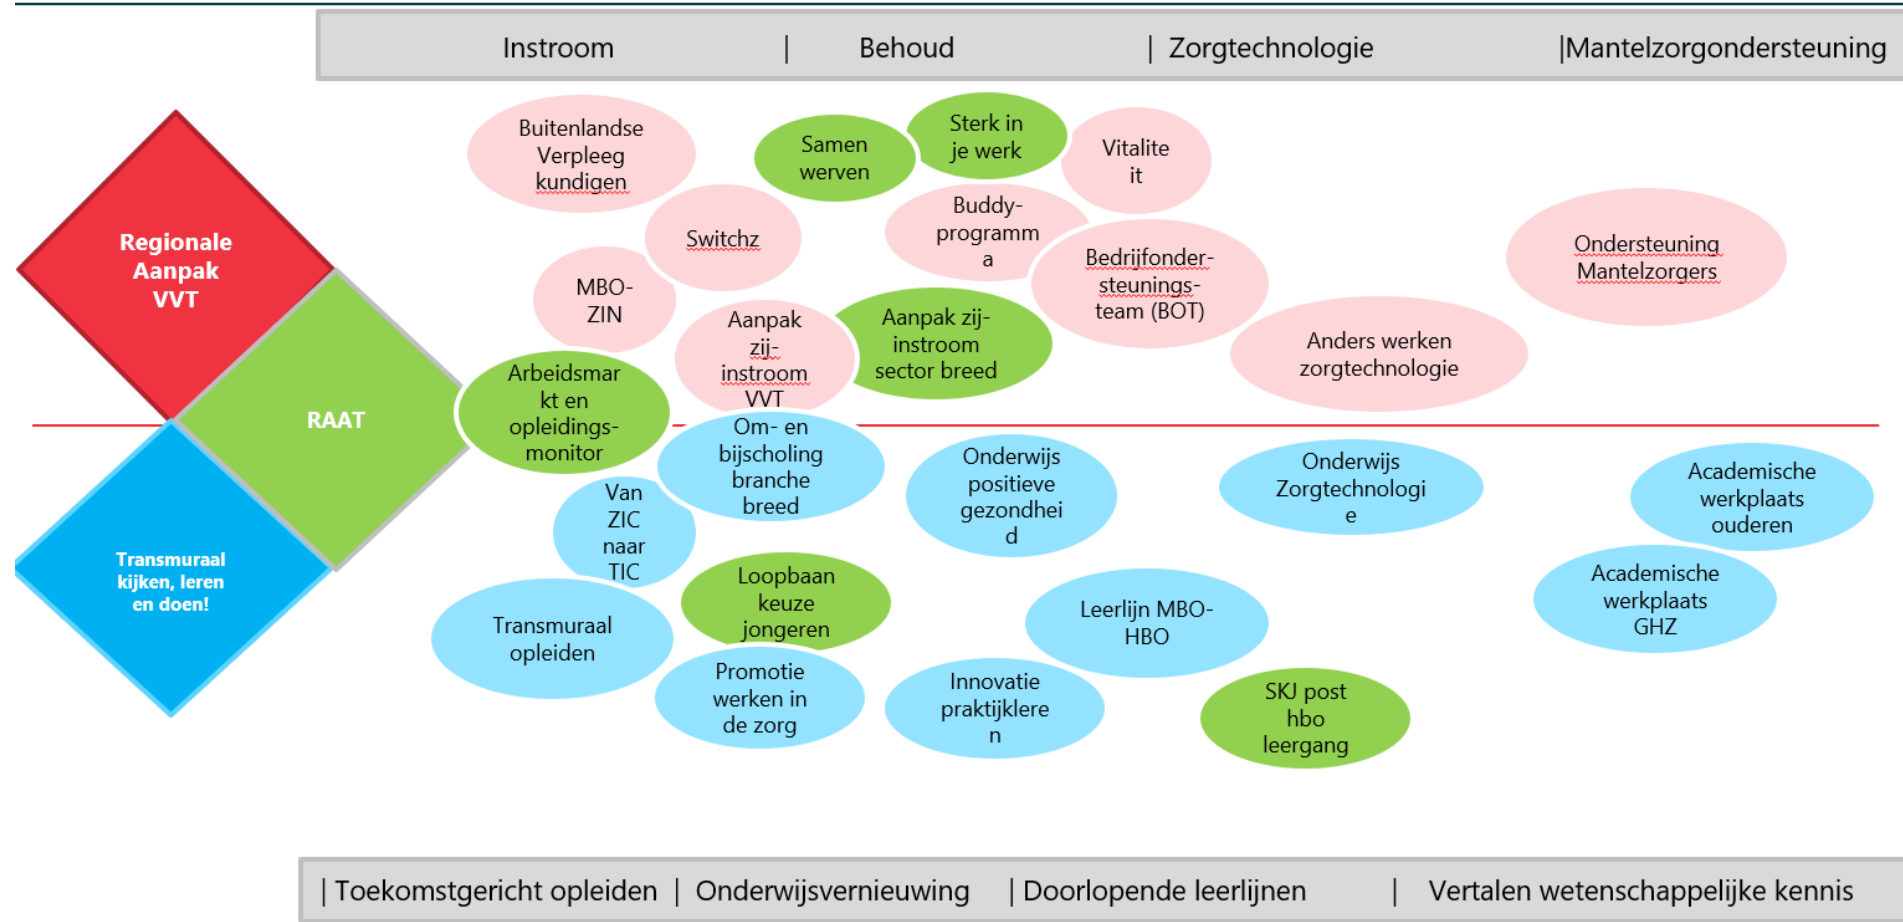 Instroom | Behoud | Zorgtechnologie |Mantelzorgondersteuning
Regionale
Aanpak
VVT
RAAT
Transmuraal
kijken, leren
en doen!
Buitenlandse
Verpleeg
kundigen
Switchz
MBO-
ZIN
Samen
werven
Sterk in
je werk
Vitalite
it
Buddy-
programm
a
Bedrijfonder-
steunings-
team (BOT)
Ondersteuning
Mantelzorgers
Aanpak
zij-
instroom
VVT
Aanpak zij-
instroom
sector breed
Anders werken
zorgtechnologie
Arbeidsmar
kt en
opleidings-
monitor
Om- en
bijscholing
branche
breed
Onderwijs
positieve
gezondhei
d
Onderwijs
Zorgtechnologi
e
Academische
werkplaats
ouderen
Van
ZIC
naar
TIC
Loopbaan
keuze
jongeren
Leerlijn MBO-
HBO
Academische
werkplaats
GHZ
Transmuraal
opleiden
Promotie
werken in
de zorg
Innovatie
praktijklere
n
SKJ post
hbo
leergang
| Toekomstgericht opleiden | Onderwijsvernieuwing | Doorlopende leerlijnen | Vertalen wetenschappelijke kennis